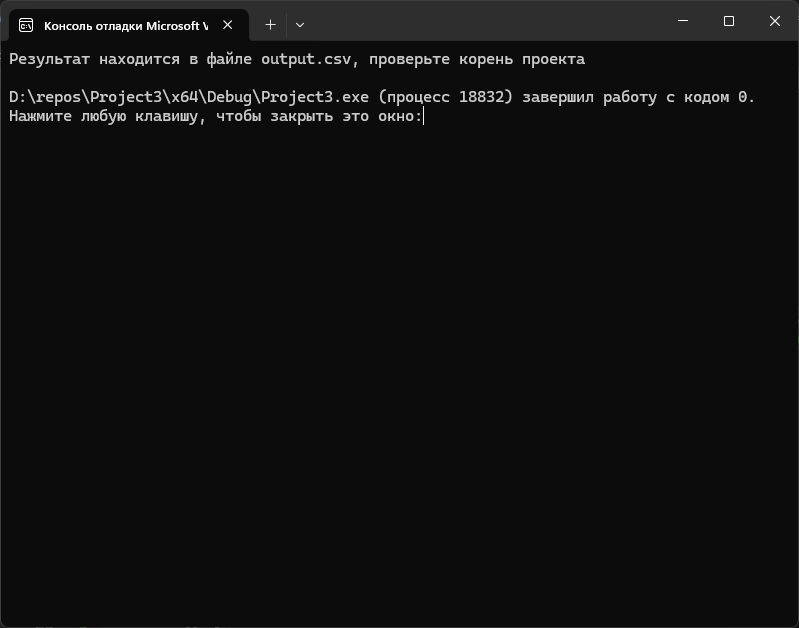 Консоль отладки Microsoft V
Результат находится в файле output.csv, проверьте корень проекта
D:\repos\Project3\x64\Debug\Project3.exe (процесс 18832) завершил работу с кодом 0.
Нажмите любую клавишу, чтобы закрыть это окно: